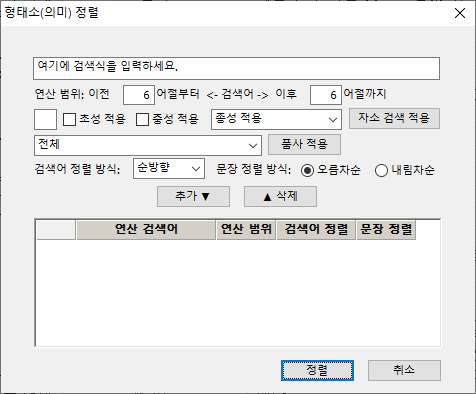 형태소(의미) 정렬
여기에 검색식을 입력하세요.
연산 범위: 이전 6 어절부터 <- 검색어 -> 이후 6 어절까지
초성 적용 중성 적용 종성 적용 자소 검색 적용
전체 품사 적용
검색어 정렬 방식: 순방향 문장 정렬 방식: 오름차순 내림차순
추가 ▼ ▲ 삭제
연산 검색어 연산 범위 검색어 정렬 문장 정렬
정렬 취소